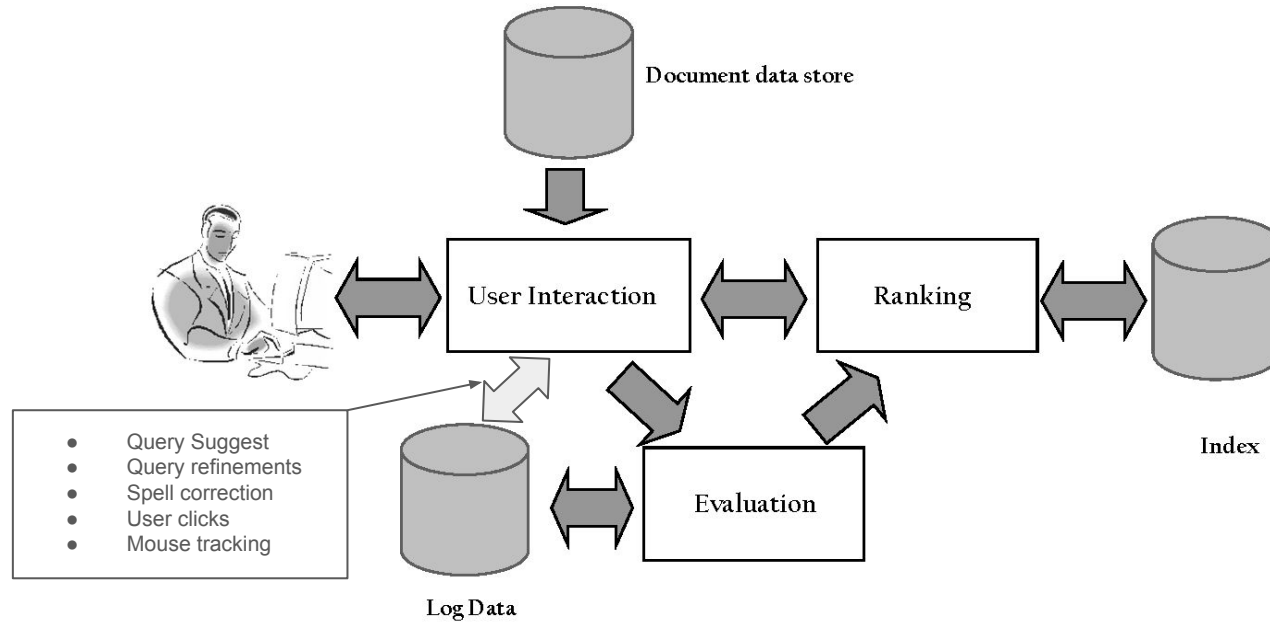 Document data store
User Interaction
Ranking
Index
● Query Suggest
● Query refinements
● Spell correction
● User clicks
● Mouse tracking
Evaluation
Log Data